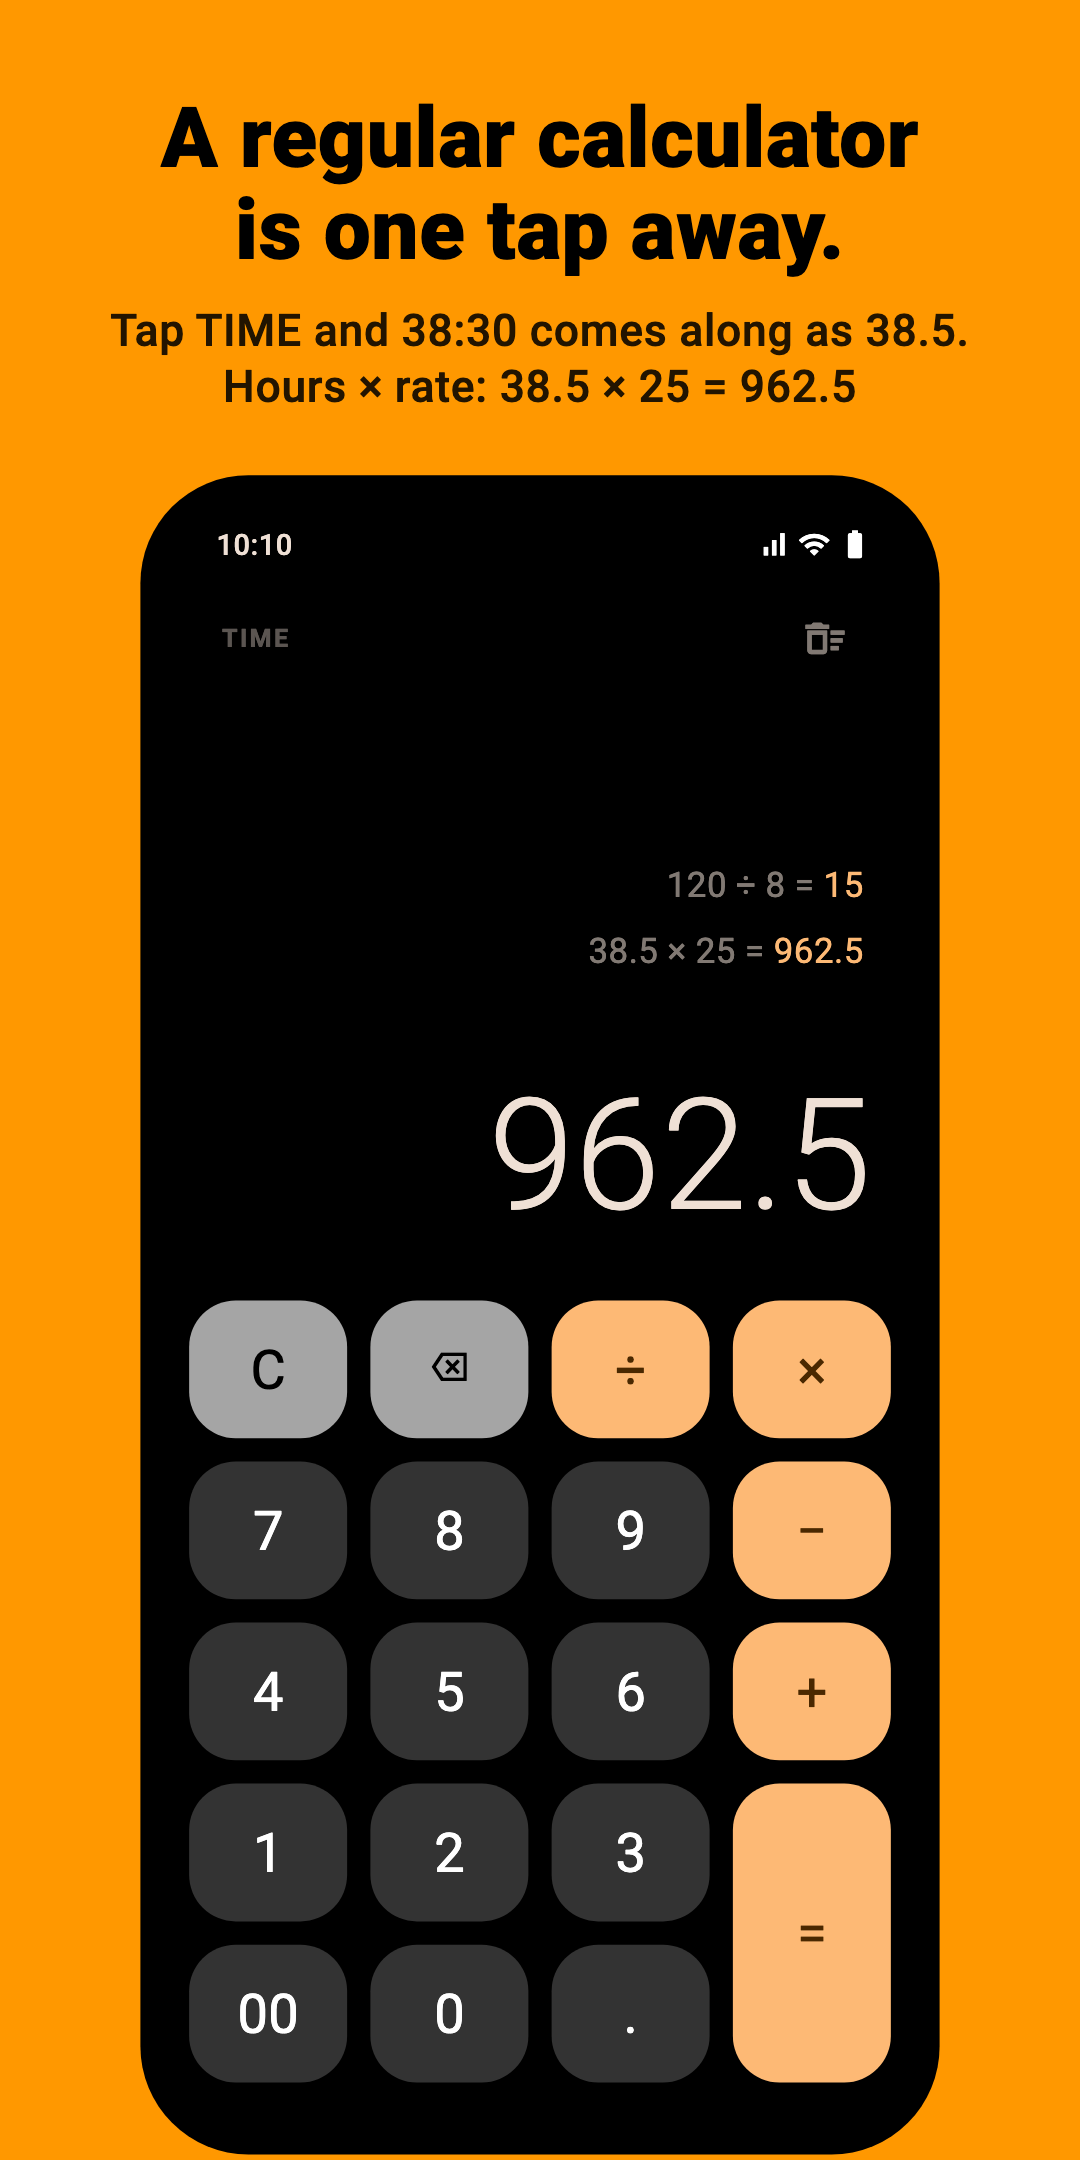 A regular calculator
is one tap away.
Tap TIME and 38:30 comes along as 38.5.
Hours × rate: 38.5 × 25 = 962.5
10:10
TIME
120 ÷ 8 = 15
38.5 × 25 = 962.5
962.5
C ÷ ×
7 8 9 −
4 5 6 +
1 2 3
=
00 0 .